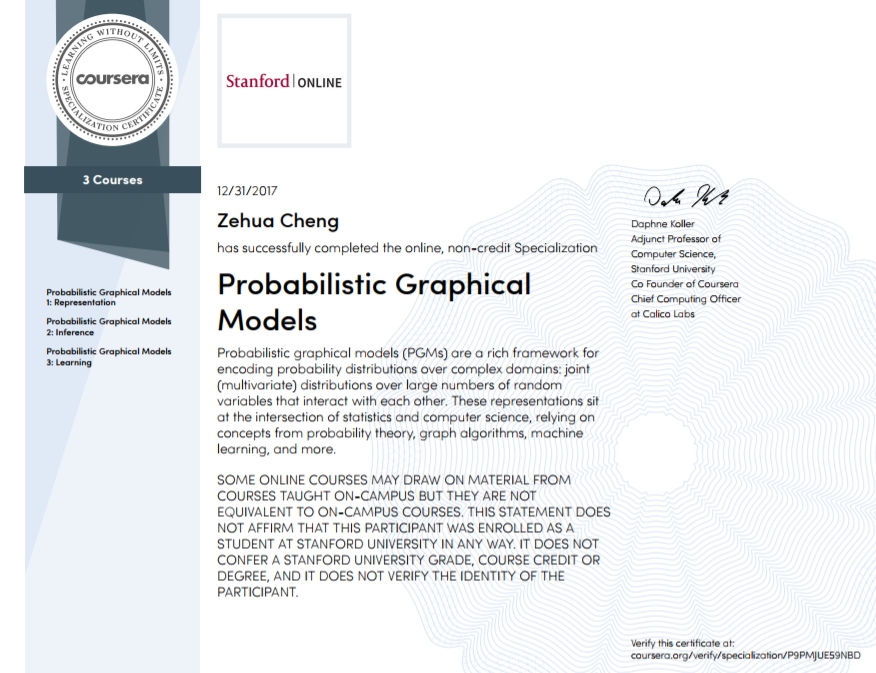 LEARNING WITHOUT LIMITS
coursera
SPECIALIZATION CERTIFICATE
3 Courses
Probabilistic Graphical Models
1: Representation
Probabilistic Graphical Models
2: Inference
Probabilistic Graphical Models
3: Learning
Stanford | ONLINE
12/31/2017
Zehua Cheng
has successfully completed the online, non-credit Specialization
Probabilistic Graphical
Models
Probabilistic graphical models (PGMs) are a rich framework for
encoding probability distributions over complex domains: joint
(multivariate) distributions over large numbers of random
variables that interact with each other. These representations sit
at the intersection of statistics and computer science, relying on
concepts from probability theory, graph algorithms, machine
learning, and more.
SOME ONLINE COURSES MAY DRAW ON MATERIAL FROM
COURSES TAUGHT ON-CAMPUS BUT THEY ARE NOT
EQUIVALENT TO ON-CAMPUS COURSES. THIS STATEMENT DOES
NOT AFFIRM THAT THIS PARTICIPANT WAS ENROLLED AS A
STUDENT AT STANFORD UNIVERSITY IN ANY WAY. IT DOES NOT
CONFER A STANFORD UNIVERSITY GRADE, COURSE CREDIT OR
DEGREE, AND IT DOES NOT VERIFY THE IDENTITY OF THE
PARTICIPANT.
Daphne Koller
Adjunct Professor of
Computer Science,
Stanford University
Co Founder of Coursera
Chief Computing Officer
at Calico Labs
Verify this certificate at:
coursera.org/verify/specialization/P9PMJUE59NBD